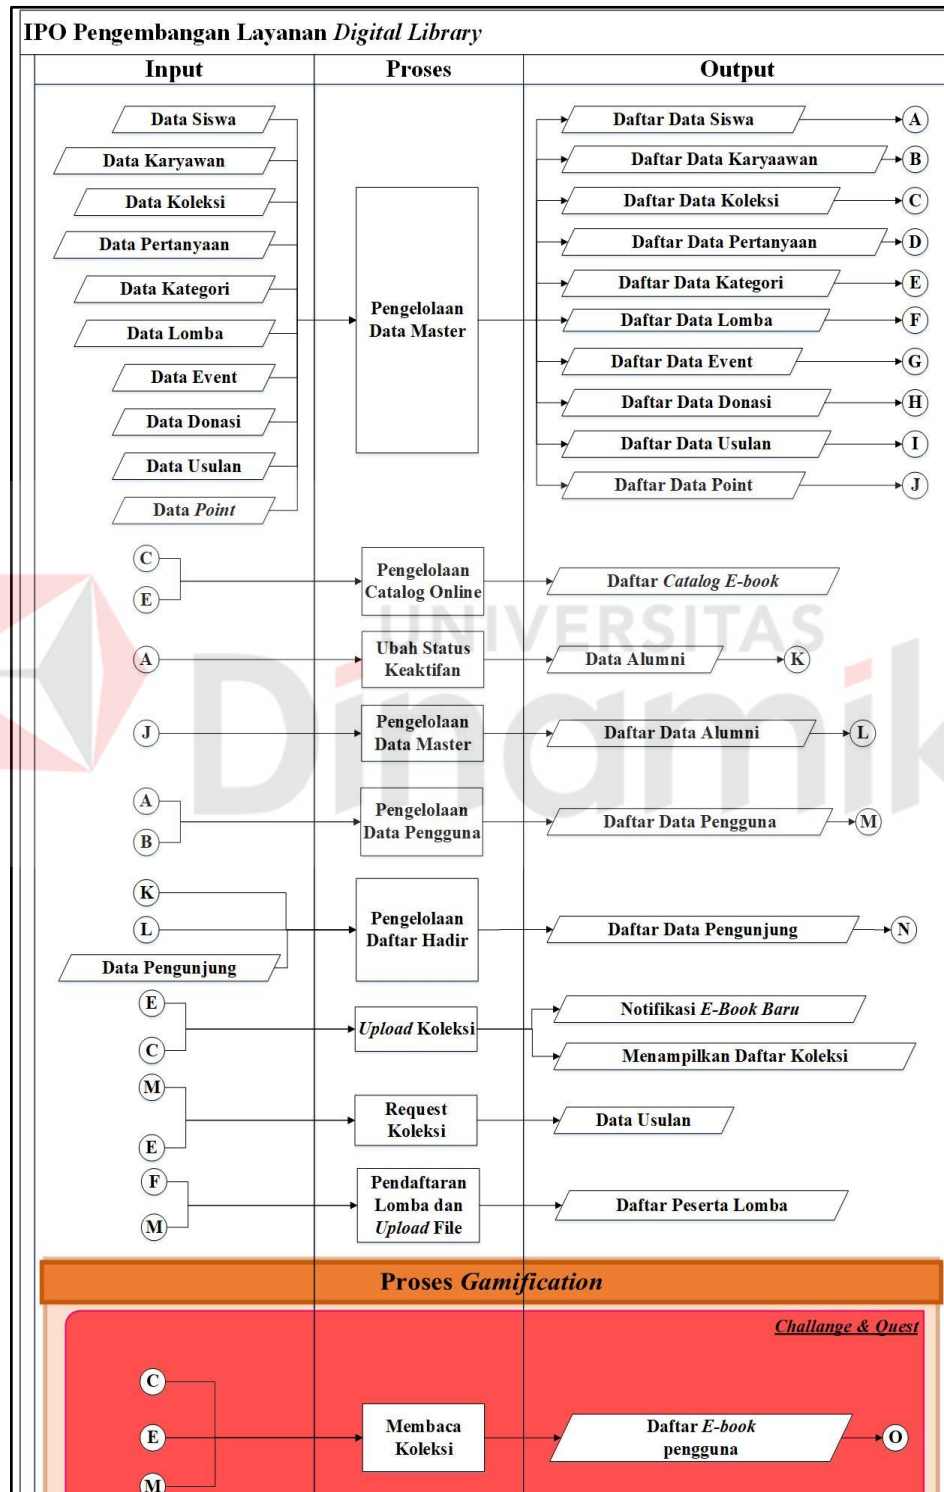 IPO Pengembangan Layanan Digital Library
Input
Proses
Output
Data Siswa
Data Karyawan
Data Koleksi
Data Pertanyaan
Data Kategori
Data Lomba
Data Event
Data Donasi
Data Usulan
Data Point
Pengelolaan
Data Master
Daftar Data Siswa
A
Daftar Data Karyaawan
B
Daftar Data Koleksi
C
Daftar Data Pertanyaan
D
Daftar Data Kategori
E
Daftar Data Lomba
F
Daftar Data Event
G
Daftar Data Donasi
H
Daftar Data Usulan
I
Daftar Data Point
J
C
E
Pengelolaan
Catalog Online
Daftar Catalog E-book
UNIVERSITAS
Dinamik
A
Ubah Status
Keaktifan
Data Alumni
K
J
Pengelolaan
Data Master
Daftar Data Alumni
L
A
B
Pengelolaan
Data Pengguna
Daftar Data Pengguna
M
K
L
Data Pengunjung
Pengelolaan
Daftar Hadir
Daftar Data Pengunjung
N
E
C
Upload Koleksi
Notifikasi E-Book Baru
Menampilkan Daftar Koleksi
M
E
Request
Koleksi
Data Usulan
F
M
Pendaftaran
Lomba dan
Upload File
Daftar Peserta Lomba
Proses Gamification
Challange & Quest
C
E
M
Membaca
Koleksi
Daftar E-book
pengguna
O